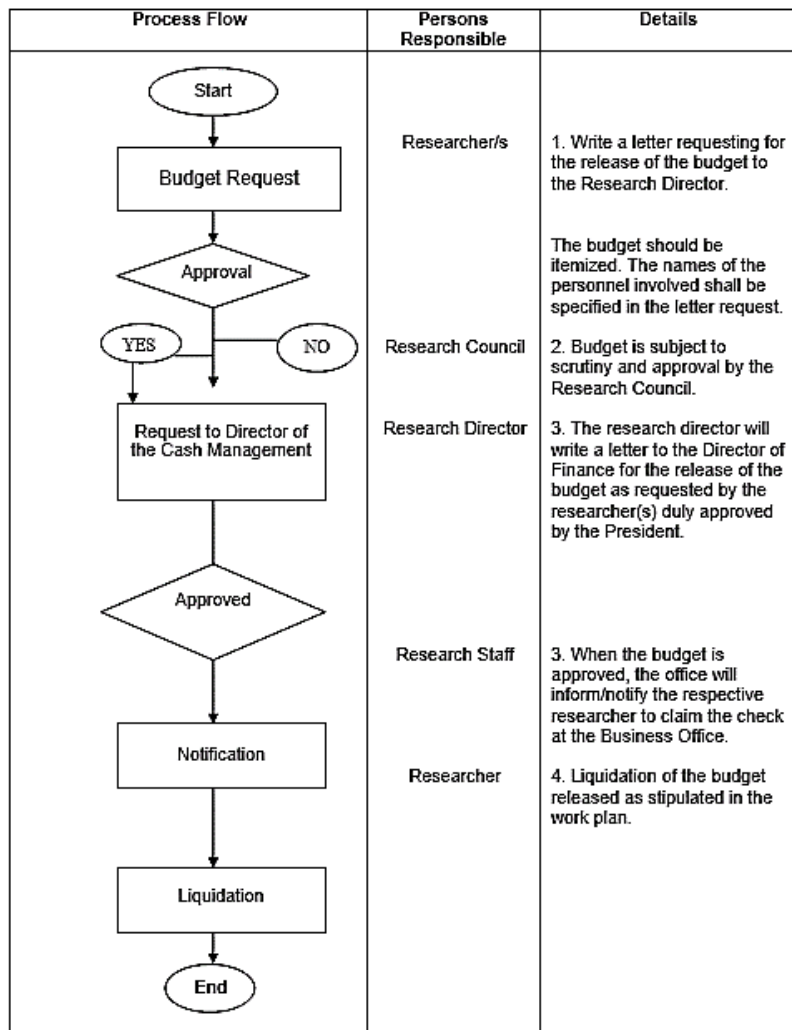 Process Flow
Persons
Responsible
Details
Start
Researcher/s
1. Write a letter requesting for
the release of the budget to
the Research Director.
Budget Request
The budget should be
itemized. The names of the
personnel involved shall be
specified in the letter request.
Approval
YES
NO
Research Council
2. Budget is subject to
scrutiny and approval by the
Research Council.
Request to Director of
the Cash Management
Research Director
3. The research director will
write a letter to the Director of
Finance for the release of the
budget as requested by the
researcher(s) duly approved
by the President.
Approved
Research Staff
3. When the budget is
approved, the office will
inform/notify the respective
researcher to claim the check
at the Business Office.
Notification
Researcher
4. Liquidation of the budget
released as stipulated in the
work plan.
Liquidation
End